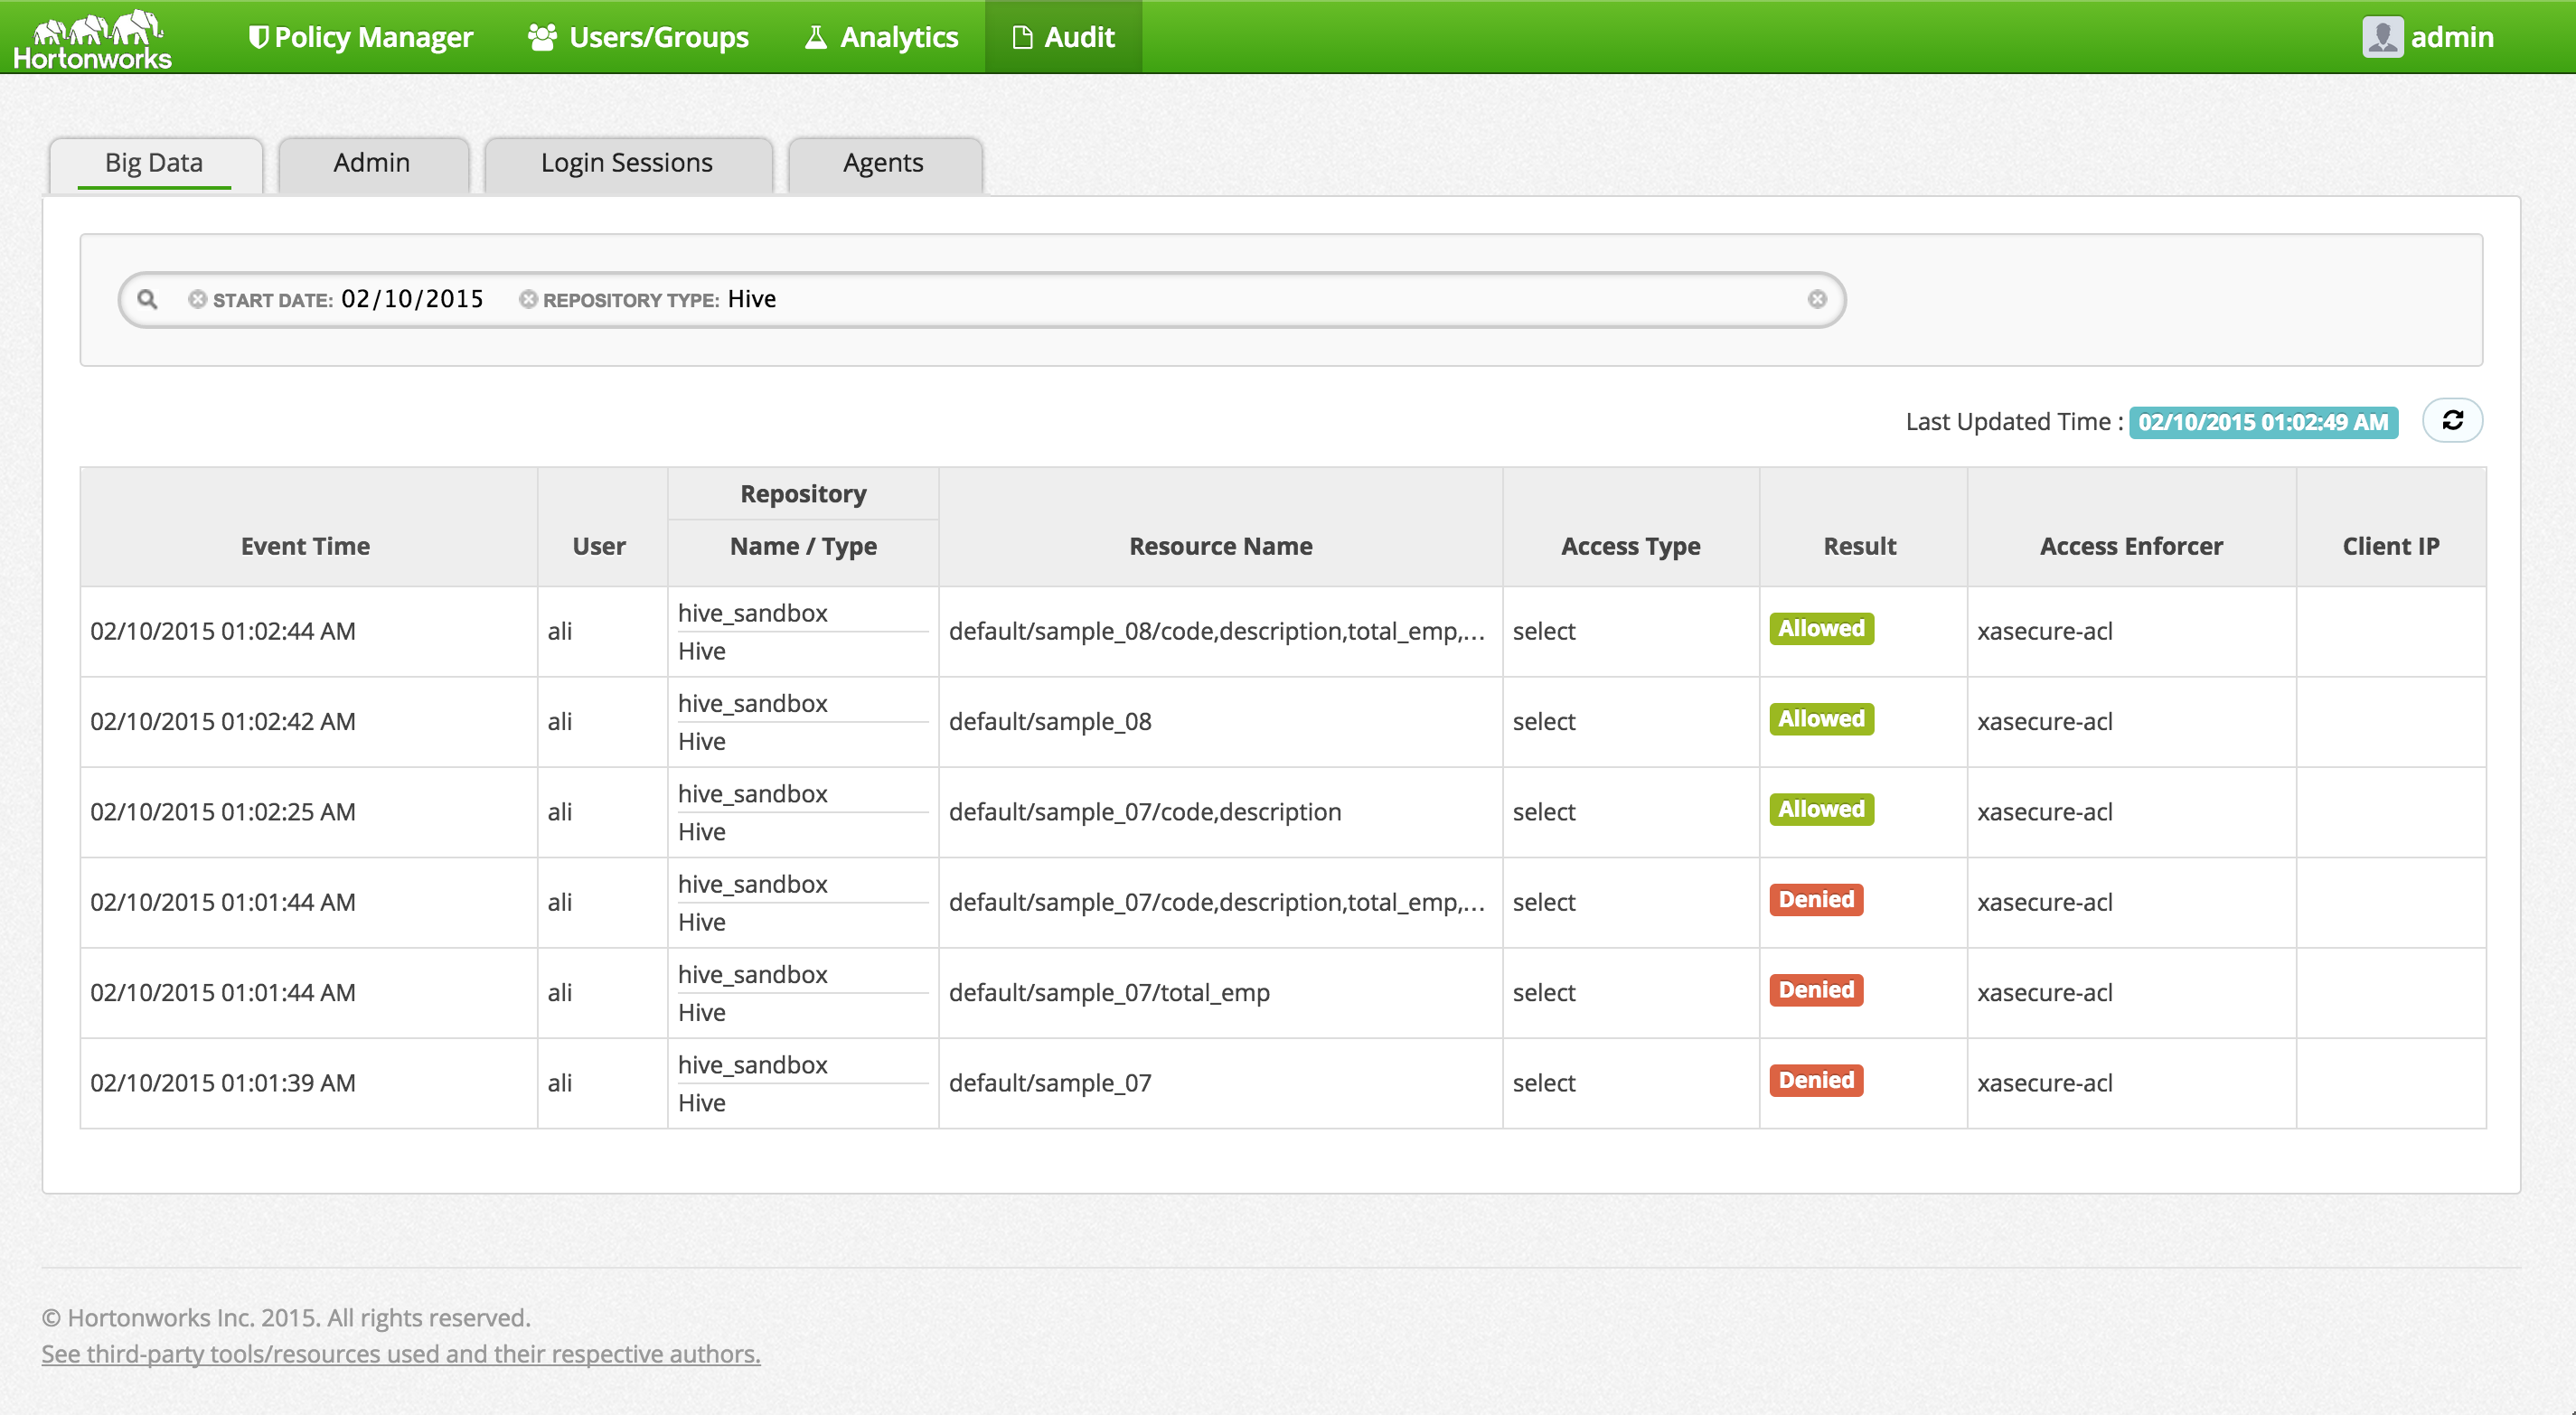 Hortonworks
Policy Manager Users/Groups Analytics Audit admin
Big Data Admin Login Sessions Agents
START DATE: 02/10/2015 REPOSITORY TYPE: Hive
Last Updated Time : 02/10/2015 01:02:49 AM
Repository
Event Time User Name / Type Resource Name Access Type Result Access Enforcer Client IP
hive_sandbox
02/10/2015 01:02:44 AM ali default/sample_08/code,description,total_emp,... select Allowed xasecure-acl
Hive
hive_sandbox
02/10/2015 01:02:42 AM ali default/sample_08 select Allowed xasecure-acl
Hive
hive_sandbox
02/10/2015 01:02:25 AM ali default/sample_07/code,description select Allowed xasecure-acl
Hive
hive_sandbox
02/10/2015 01:01:44 AM ali default/sample_07/code,description,total_emp,... select Denied xasecure-acl
Hive
hive_sandbox
02/10/2015 01:01:44 AM ali default/sample_07/total_emp select Denied xasecure-acl
Hive
hive_sandbox
02/10/2015 01:01:39 AM ali default/sample_07 select Denied xasecure-acl
Hive
© Hortonworks Inc. 2015. All rights reserved.
See third-party tools/resources used and their respective authors.